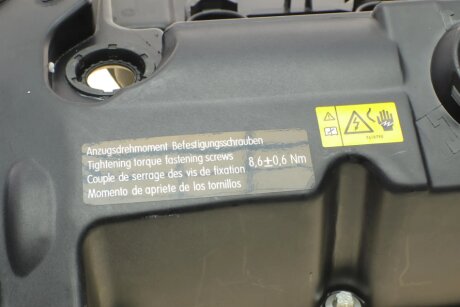 Anzugsdrehmoment Befestigungsschrauben
Tightening torque fastening screws
Couple de serrage des vis de fixation
Momento de apriete de los tornillos
8,6±0,6 Nm